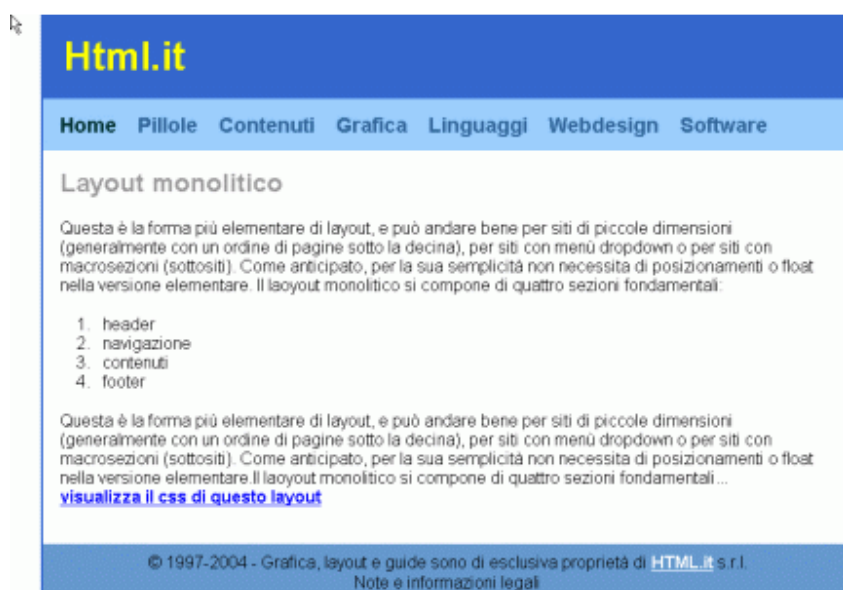 Html.it
Home Pillole Contenuti Grafica Linguaggi Webdesign Software
Layout monolitico
Questa è la forma più elementare di layout, e può andare bene per siti di piccole dimensioni
(generalmente con un ordine di pagine sotto la decina), per siti con menù dropdown o per siti con
macrosezioni (sottositi). Come anticipato, per la sua semplicità non necessita di posizionamenti o float
nella versione elementare. Il laoyout monolitico si compone di quattro sezioni fondamentali:
1. header
2. navigazione
3. contenuti
4. footer
Questa è la forma più elementare di layout, e può andare bene per siti di piccole dimensioni
(generalmente con un ordine di pagine sotto la decina), per siti con menù dropdown o per siti con
macrosezioni (sottositi). Come anticipato, per la sua semplicità non necessita di posizionamenti o float
nella versione elementare.Il laoyout monolitico si compone di quattro sezioni fondamentali...
visualizza il css di questo layout
© 1997-2004 - Grafica, layout e guide sono di esclusiva proprietà di HTML.it s.r.l.
Note e informazioni legali